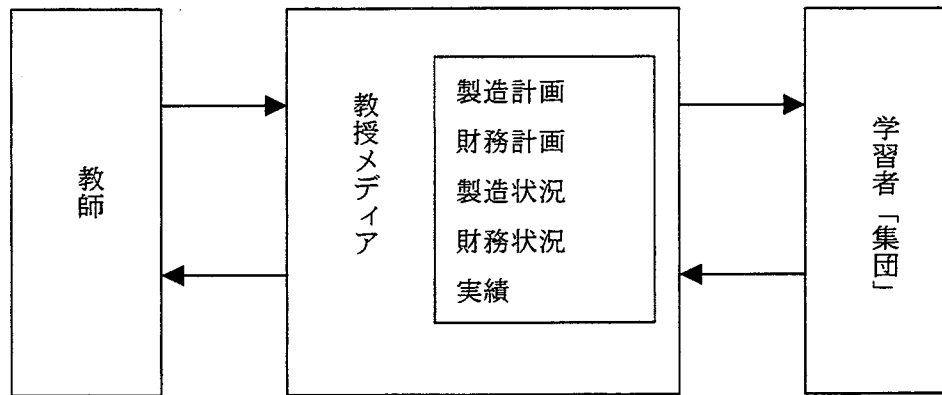 教師
教授メディア
製造計画
財務計画
製造状況
財務状況
実績
学習者「集団」